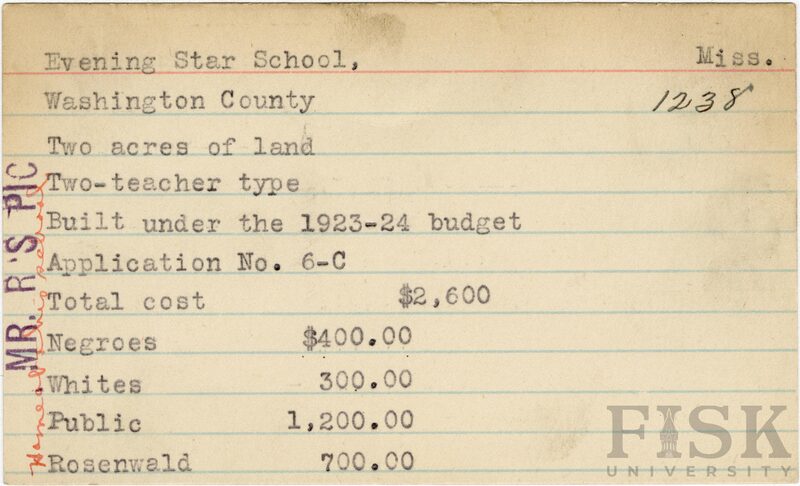 Evening Star School, Miss.
Washington County 1238
Two acres of land
Two-teacher type
Built under the 1923-24 budget
Application No. 6-C
Total cost $2,600
Negroes $400.00
Whites 300.00
Public 1,200.00
Rosenwald 700.00
MR. R'S PIC
FISK
UNIVERSITY